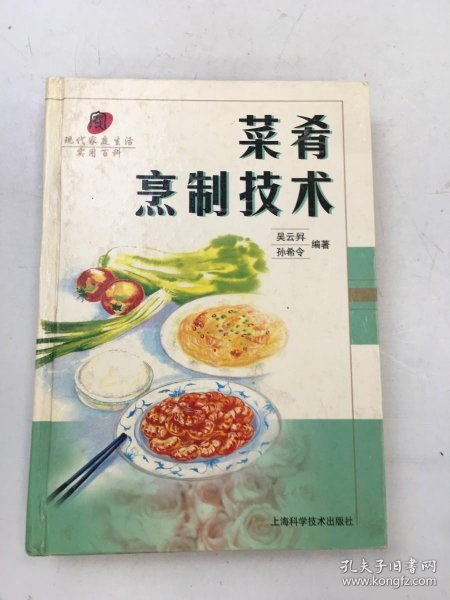 现代家庭生活
实用百科
菜肴
烹制技术
吴云昇
孙希令
编著
上海科学技术出版社
孔夫子旧书网
www.kongfz.com